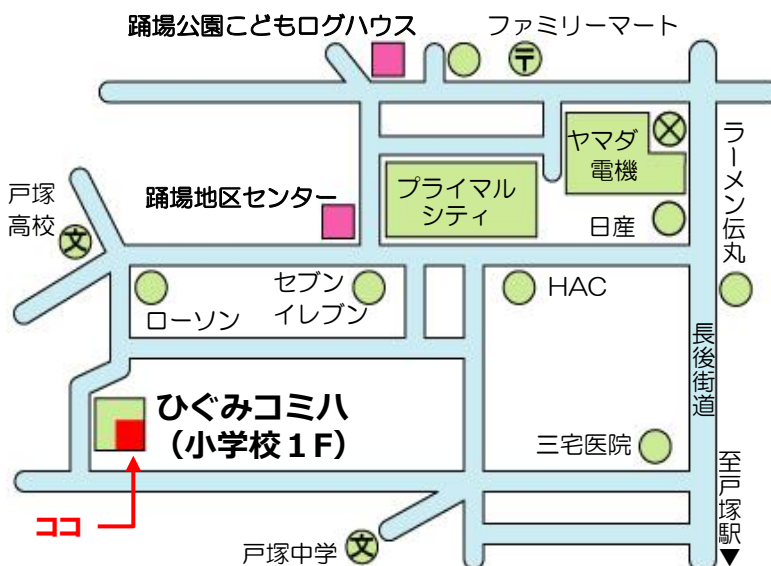 踊場公園こどもログハウス
ファミリーマート
〒
ヤマダ
電機
ラーメン伝丸
戸塚
高校
文
踊場地区センター
プライマル
シティ
日産
ローソン
セブン
イレブン
HAC
長後街道
ひぐみコミハ
（小学校１F）
三宅医院
至戸塚駅▼
ココ
戸塚中学
文